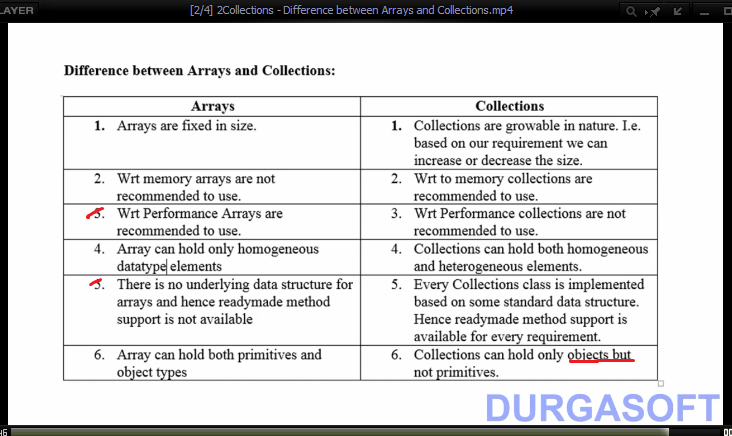 LAYER
[2/4] 2Collections - Difference between Arrays and Collections.mp4
Difference between Arrays and Collections:
Arrays
Collections
1. Arrays are fixed in size.
1. Collections are growable in nature. I.e.
based on our requirement we can
increase or decrease the size.
2. Wrt memory arrays are not
recommended to use.
2. Wrt to memory collections are
recommended to use.
3. Wrt Performance Arrays are
recommended to use.
3. Wrt Performance collections are not
recommended to use.
4. Array can hold only homogeneous
datatype elements
4. Collections can hold both homogeneous
and heterogeneous elements.
5. There is no underlying data structure for
arrays and hence readymade method
support is not available
5. Every Collections class is implemented
based on some standard data structure.
Hence readymade method support is
available for every requirement.
6. Array can hold both primitives and
object types
6. Collections can hold only objects but
not primitives.
DURGASOFT